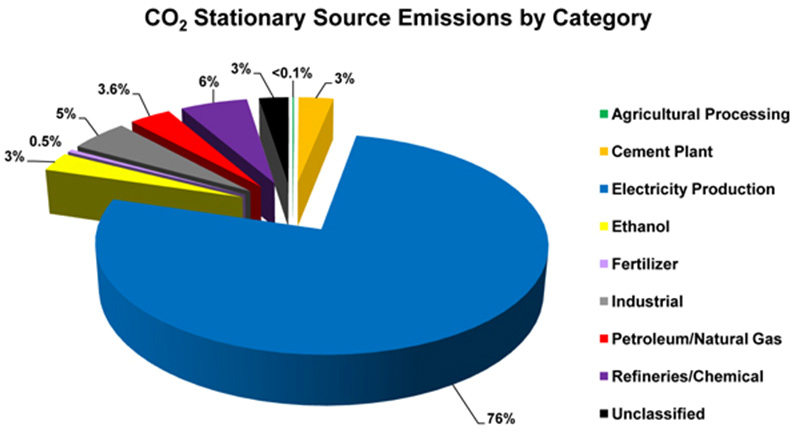 CO₂ Stationary Source Emissions by Category
3%
<0.1%
3%
6%
3.6%
5%
0.5%
3%
76%
Agricultural Processing
Cement Plant
Electricity Production
Ethanol
Fertilizer
Industrial
Petroleum/Natural Gas
Refineries/Chemical
Unclassified